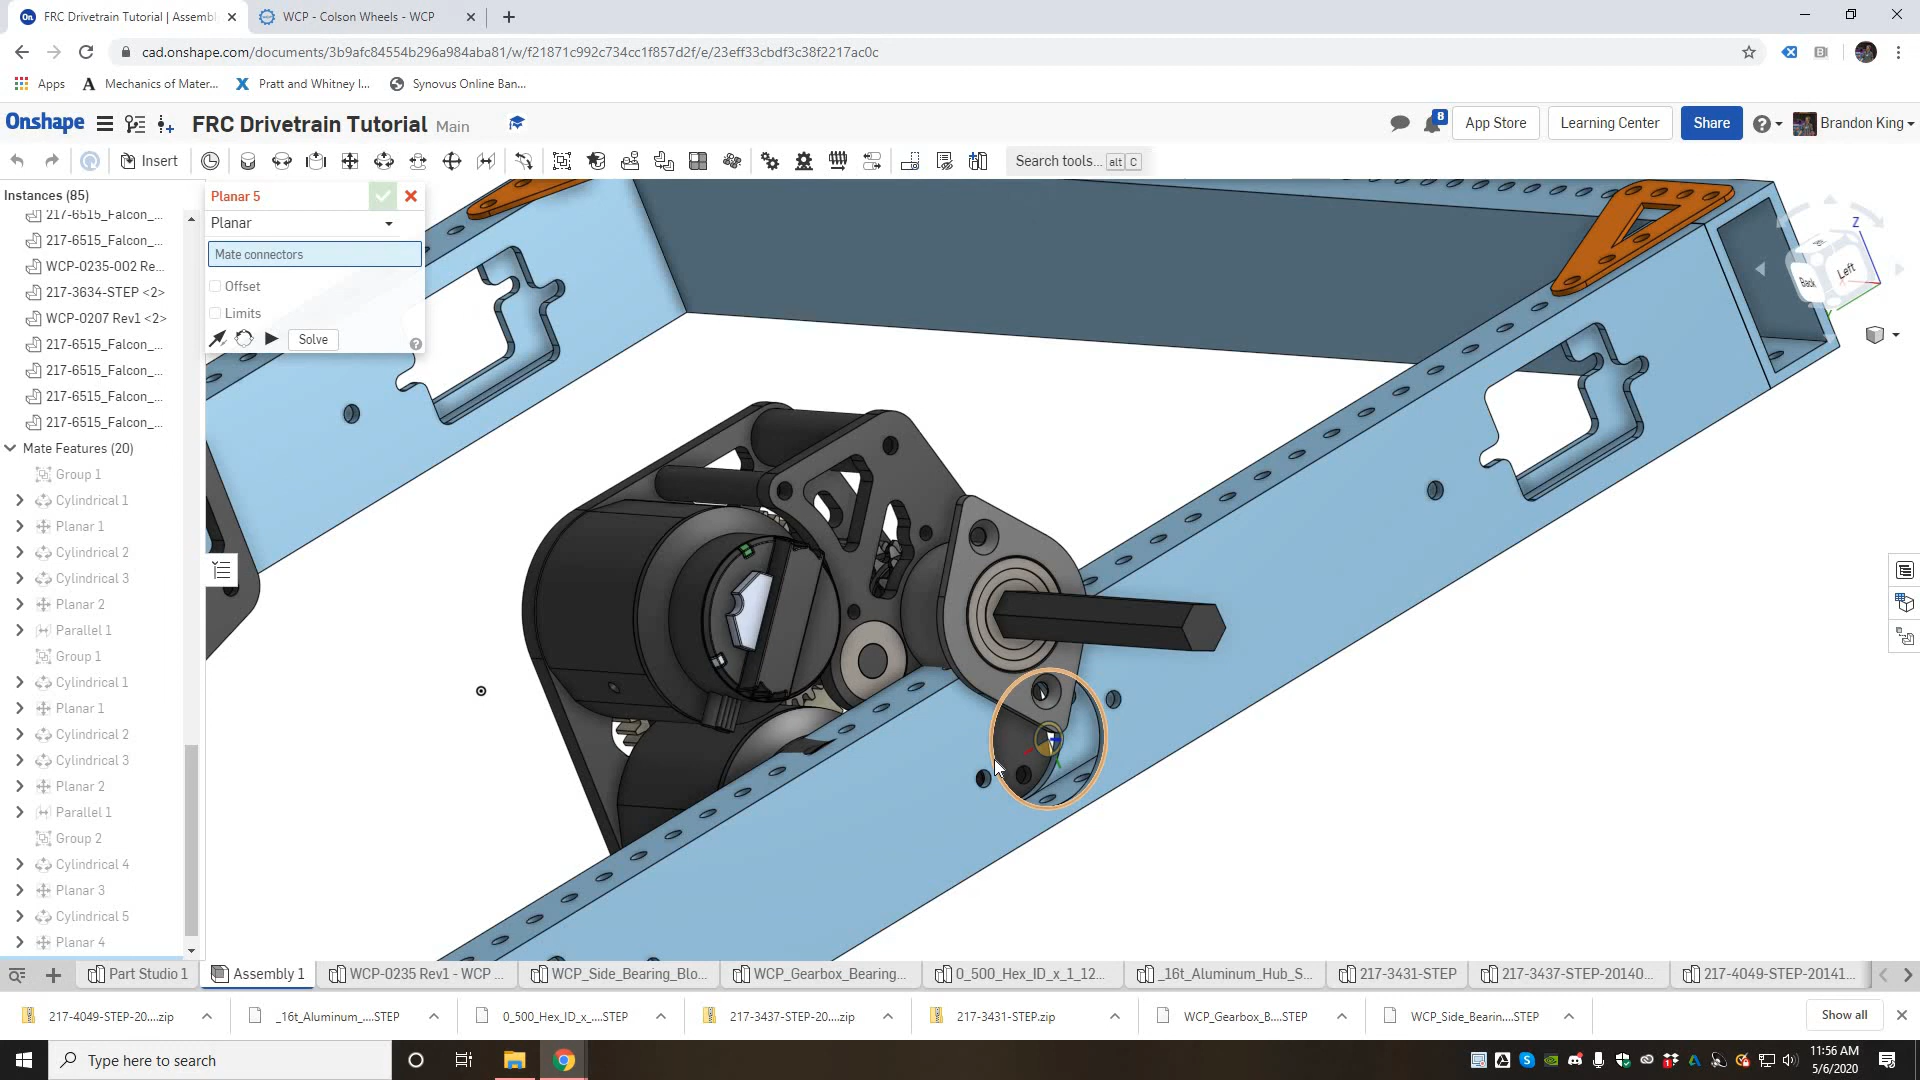 FRC Drivetrain Tutorial | Assembl
WCP - Colson Wheels - WCP
cad.onshape.com/documents/3b9afc84554b296a984aba81/w/f21871c992c734cc1f857d2f/e/23eff33cbdf3c38f2217ac0c
Apps
Mechanics of Mater...
Pratt and Whitney I...
Synovus Online Ban...
Onshape
FRC Drivetrain Tutorial Main
8
App Store
Learning Center
Share
Brandon King
Insert
Search tools... alt C
Instances (85)
217-6515_Falcon_...
217-6515_Falcon_...
WCP-0235-002 Re...
217-3634-STEP <2>
WCP-0207 Rev1 <2>
217-6515_Falcon_...
217-6515_Falcon_...
217-6515_Falcon_...
217-6515_Falcon_...
Mate Features (20)
Group 1
Cylindrical 1
Planar 1
Cylindrical 2
Cylindrical 3
Planar 2
Parallel 1
Group 1
Cylindrical 1
Planar 1
Cylindrical 2
Cylindrical 3
Planar 2
Parallel 1
Group 2
Cylindrical 4
Planar 3
Cylindrical 5
Planar 4
Planar 5
Planar
Mate connectors
Offset
Limits
Solve
Z
Back
Left
Part Studio 1
Assembly 1
WCP-0235 Rev1 - WCP ...
WCP_Side_Bearing_Blo...
WCP_Gearbox_Bearing...
0_500_Hex_ID_x_1_12...
_16t_Aluminum_Hub_S...
217-3431-STEP
217-3437-STEP-20140...
217-4049-STEP-20141...
217-4049-STEP-20....zip
_16t_Aluminum_....STEP
0_500_Hex_ID_x_....STEP
217-3437-STEP-20....zip
217-3431-STEP.zip
WCP_Gearbox_B....STEP
WCP_Side_Bearin....STEP
Show all
Type here to search
11:56 AM
5/6/2020